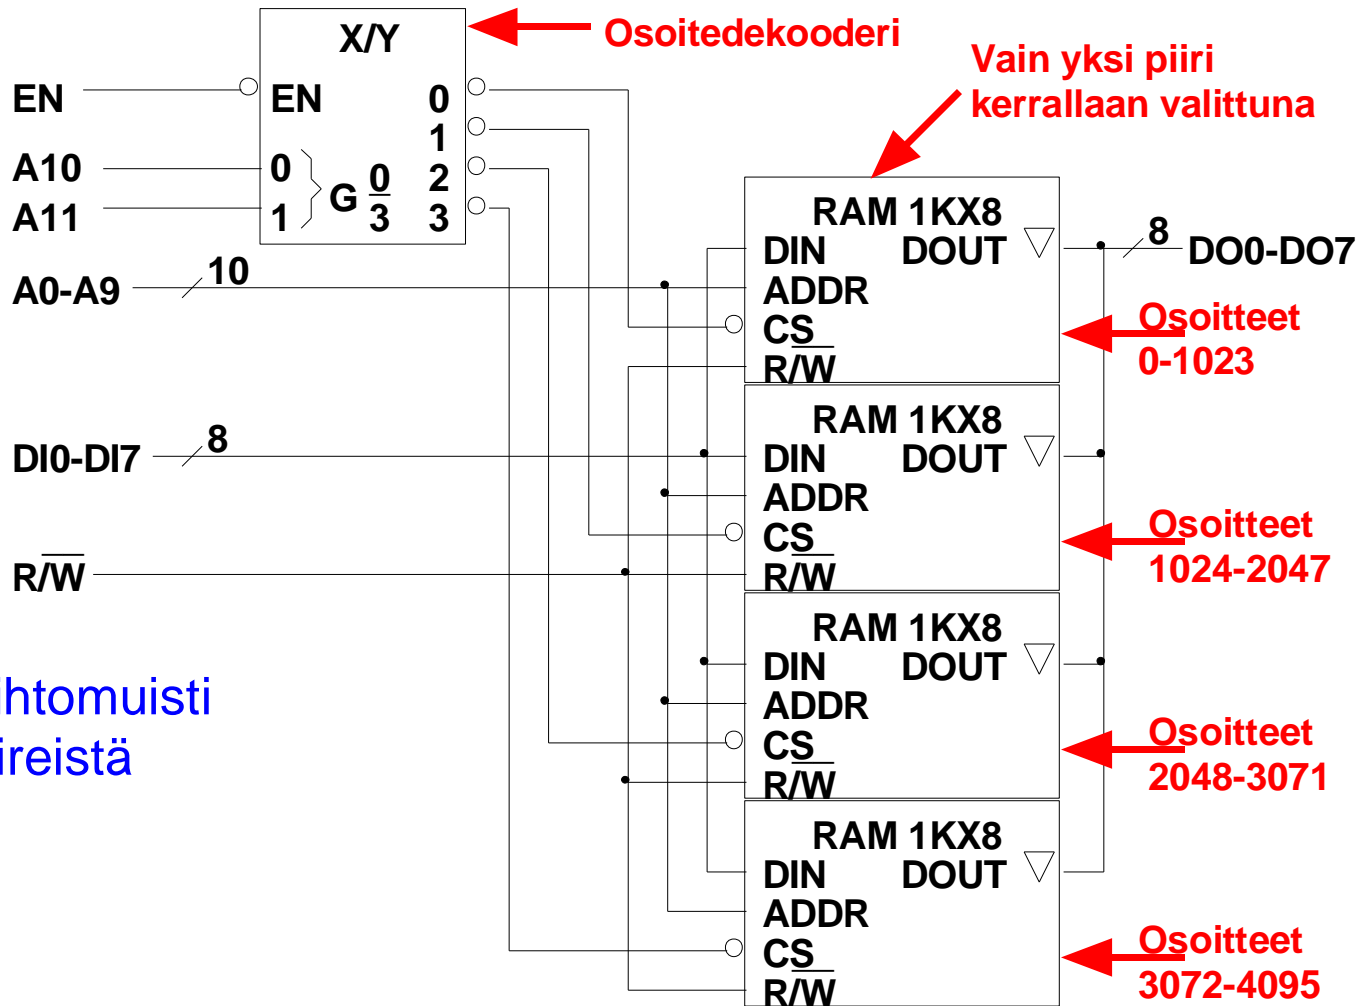 X/Y
Osoitedekooderi
EN
EN
0
1
2
3
A10
A11
0
1
G 0/3
Vain yksi piiri
kerrallaan valittuna
A0-A9
10
DI0-DI7
8
R/W̅
RAM 1KX8
DIN DOUT
ADDR
CS
R/W̅
8
DO0-DO7
Osoitteet
0-1023
RAM 1KX8
DIN DOUT
ADDR
CS
R/W̅
Osoitteet
1024-2047
RAM 1KX8
DIN DOUT
ADDR
CS
R/W̅
Osoitteet
2048-3071
RAM 1KX8
DIN DOUT
ADDR
CS
R/W̅
Osoitteet
3072-4095
ihtomuisti
ireistä